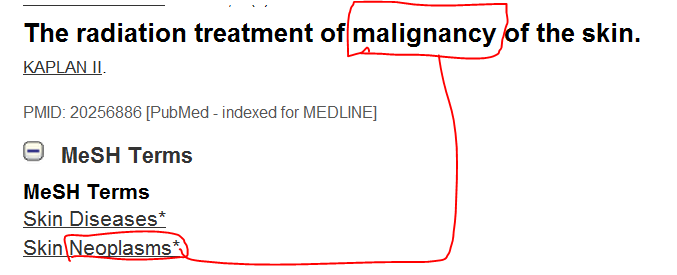 The radiation treatment of malignancy of the skin.
KAPLAN II.
PMID: 20256886 [PubMed - indexed for MEDLINE]
MeSH Terms
MeSH Terms
Skin Diseases*
Skin Neoplasms*